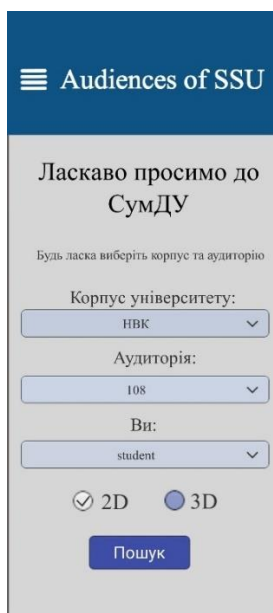 Audiences of SSU
Ласкаво просимо до
СумДУ
Будь ласка виберіть корпус та аудиторію
Корпус університету:
НВК
Аудиторія:
108
Ви:
student
2D 3D
Пошук